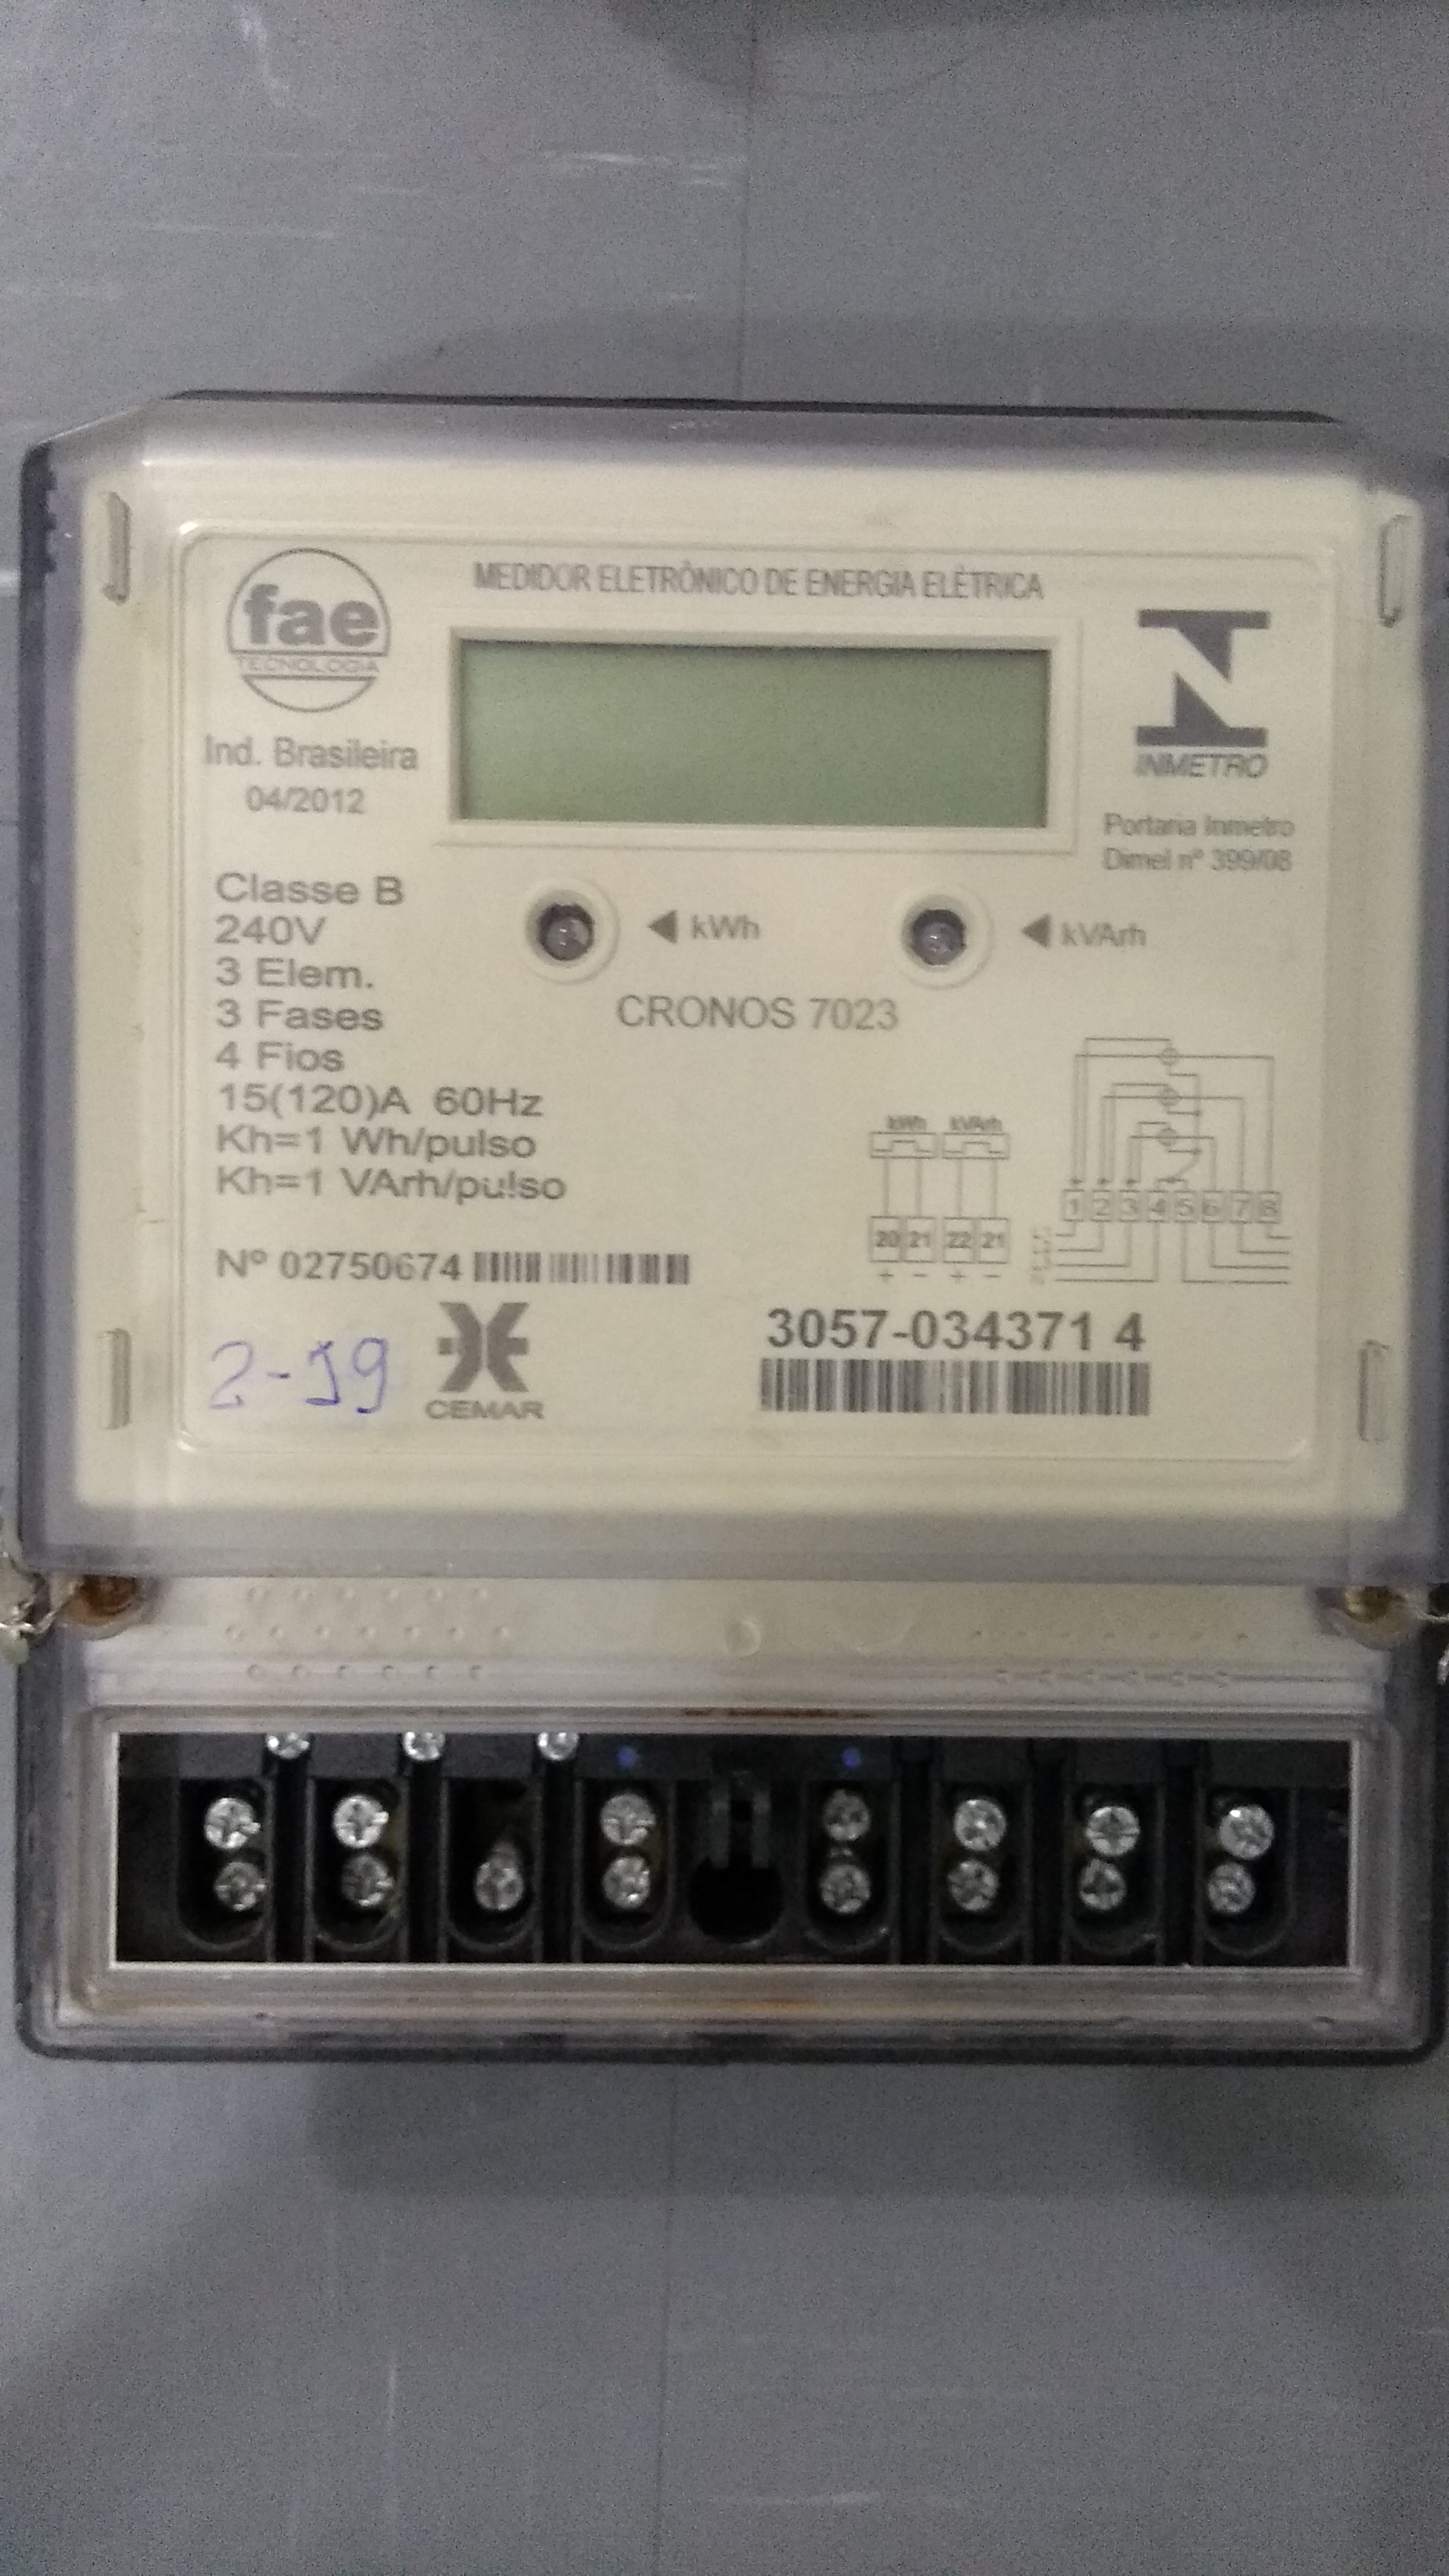 fae
TECNOLOGIA
Ind. Brasileira
04/2012
MEDIDOR ELETRÔNICO DE ENERGIA ELÉTRICA
INMETRO
Portaria Inmetro
Dimel nº 399/08
Classe B
240V
3 Elem.
3 Fases
4 Fios
15(120)A 60Hz
Kh=1 Wh/pulso
Kh=1 VArh/pulso
◄ kWh
◄ kVArh
CRONOS 7023
kWh kVArh
20 21 22 21
+ - + -
1 2 3 4 5 6 7 8
Nº 02750674
2-19
CEMAR
3057-034371 4